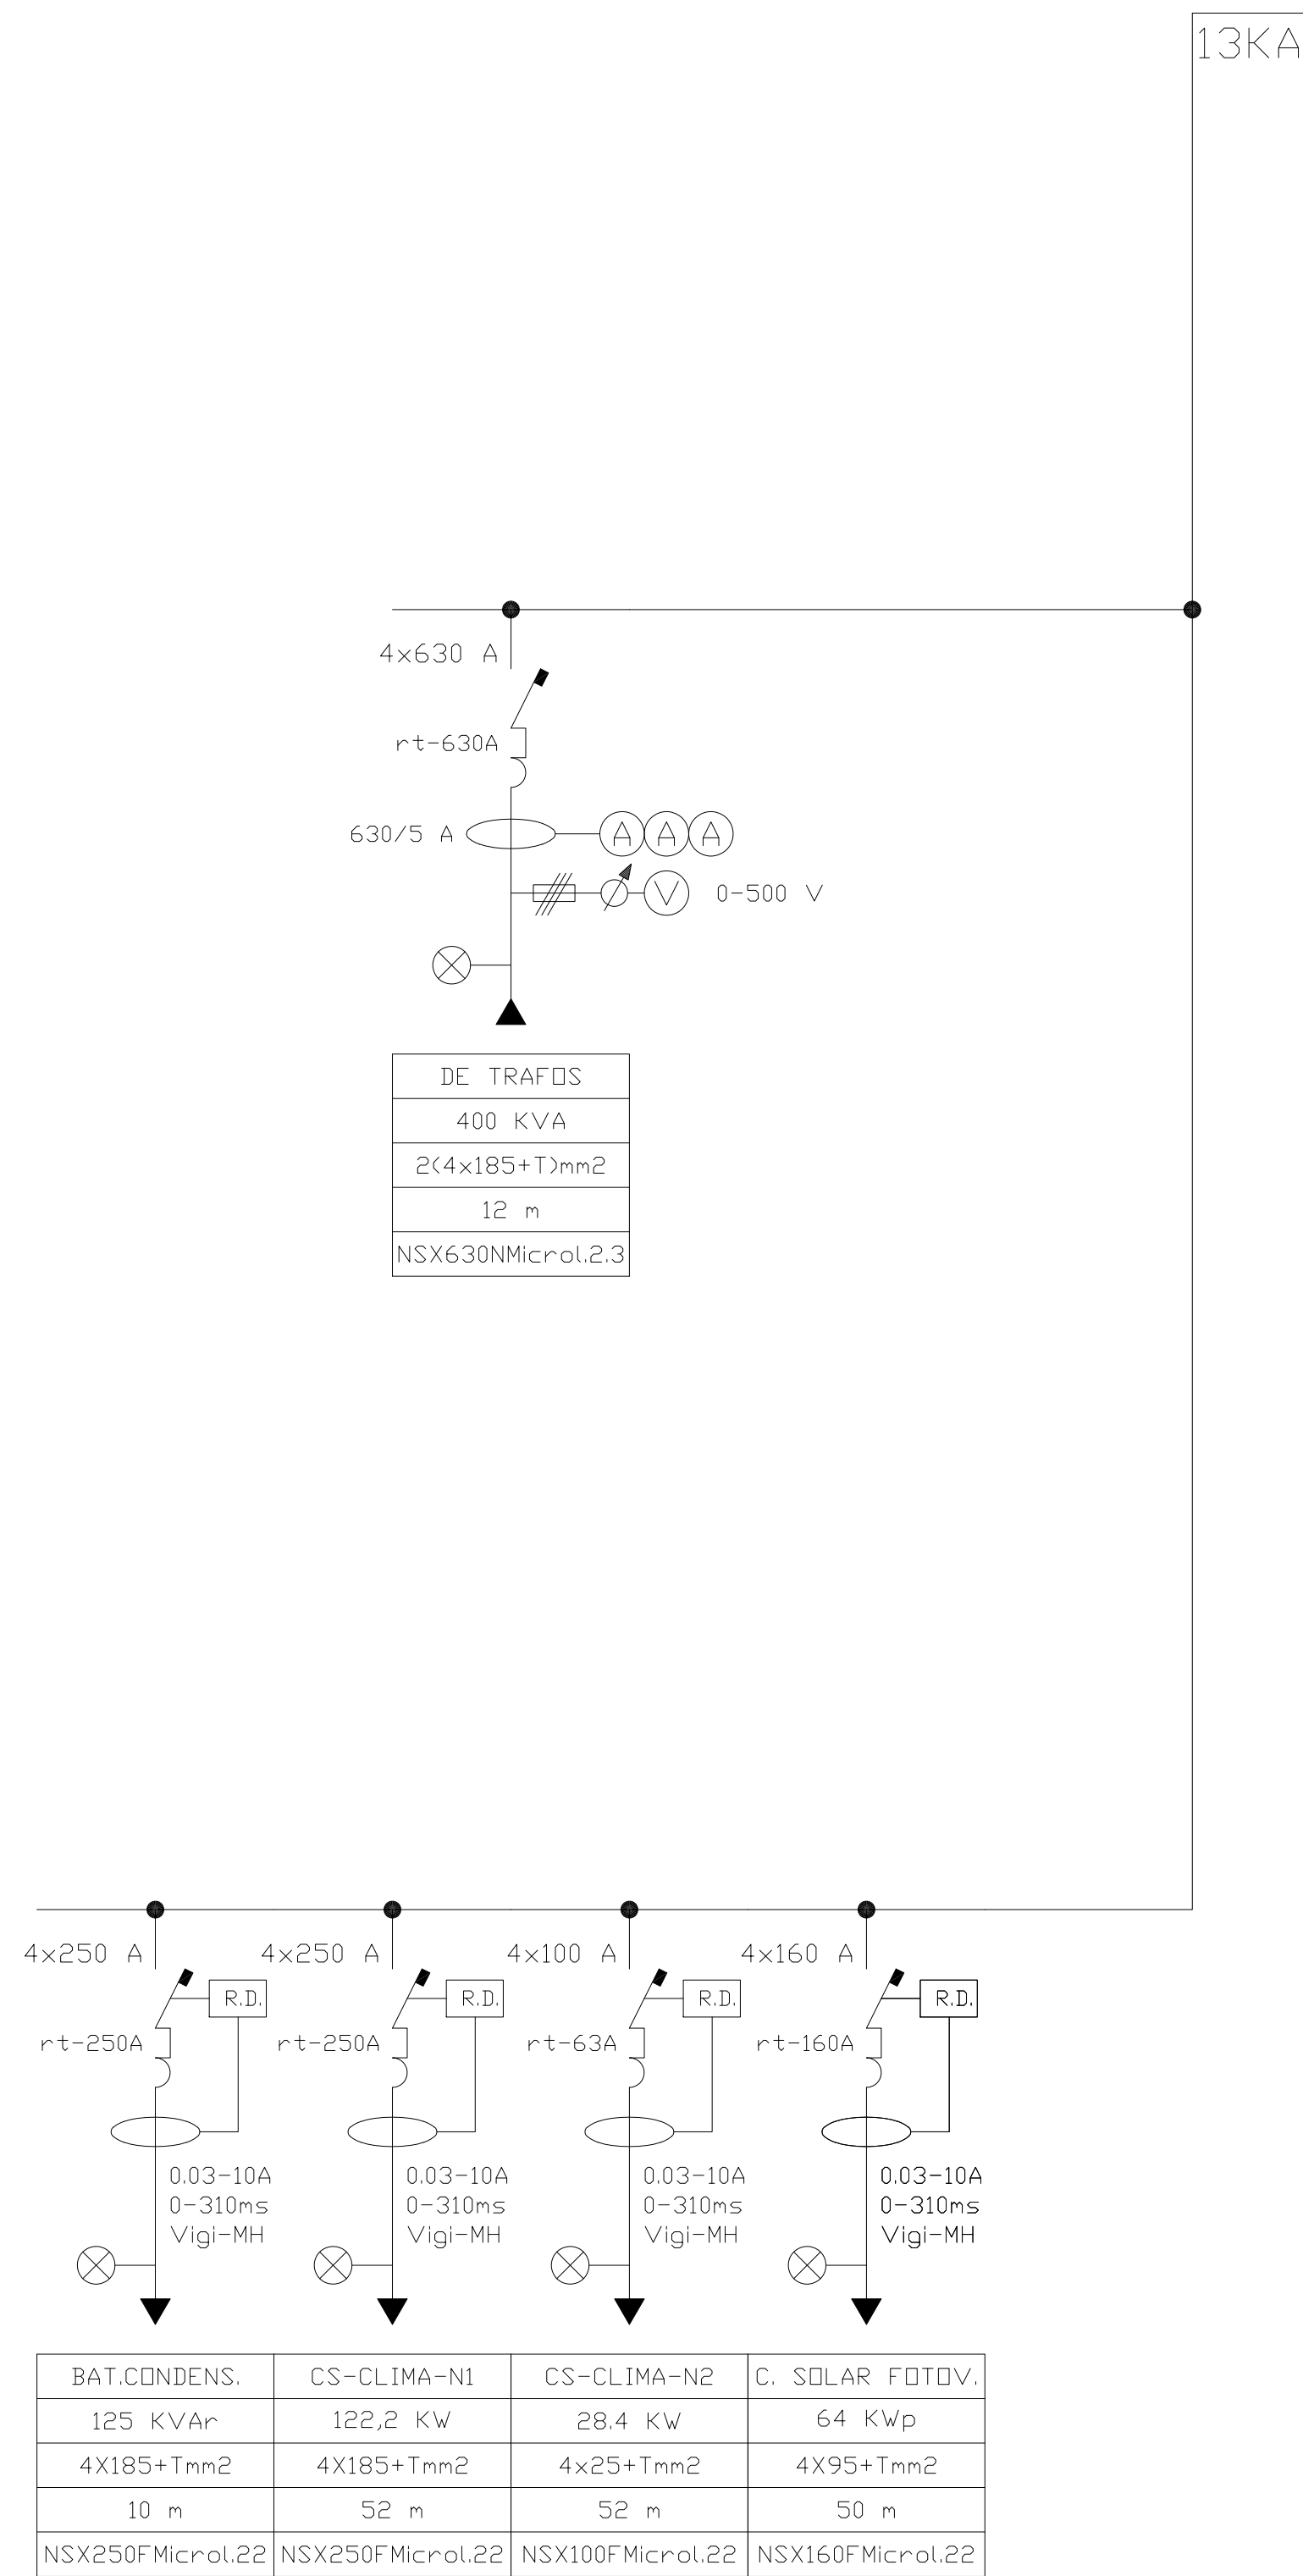 13KA
4x630 A
rt-630A
630/5 A
A A A
V 0-500 V
DE TRAFOS
400 KVA
2(4x185+T)mm2
12 m
NSX630NMicrol.2.3
4x250 A 4x250 A 4x100 A 4x160 A
R.D. R.D. R.D. R.D.
rt-250A rt-250A rt-63A rt-160A
0.03-10A 0.03-10A 0.03-10A 0.03-10A
0-310ms 0-310ms 0-310ms 0-310ms
Vigi-MH Vigi-MH Vigi-MH Vigi-MH
BAT.CONDENS. CS-CLIMA-N1 CS-CLIMA-N2 C. SOLAR FOTOV.
125 KVAr 122,2 KW 28.4 KW 64 KWp
4X185+Tmm2 4X185+Tmm2 4x25+Tmm2 4X95+Tmm2
10 m 52 m 52 m 50 m
NSX250FMicrol.22 NSX250FMicrol.22 NSX100FMicrol.22 NSX160FMicrol.22